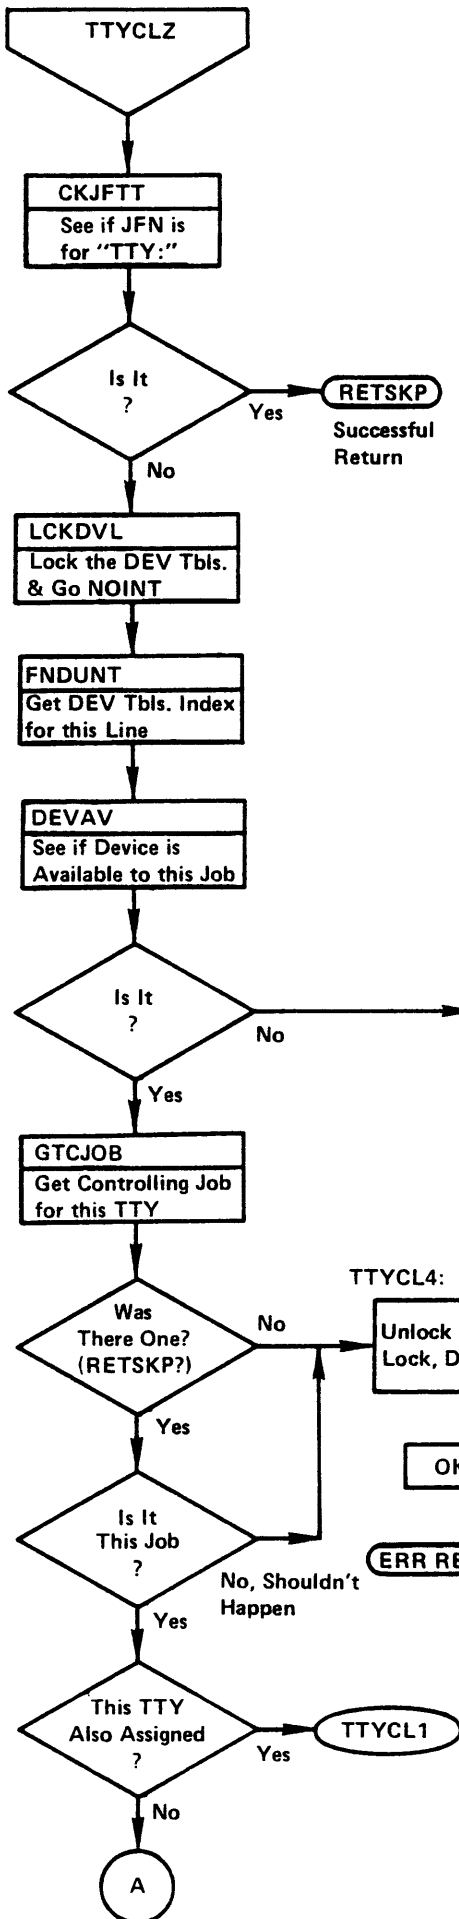 TTYCLZ
CKJFTT
See if JFN is
for "TTY:"
Is It
?
Yes
RETSKP
Successful
Return
No
LCKDVL
Lock the DEV Tbls.
& Go NOINT
FNDUNT
Get DEV Tbls. Index
for this Line
DEVAV
See if Device is
Available to this Job
Is It
?
No
Yes
GTCJOB
Get Controlling Job
for this TTY
TTYCL4:
Was
There One?
(RETSKP?)
No
Unlock
Lock, D
Yes
OK
Is It
This Job
?
No, Shouldn't
Happen
ERR RE
Yes
This TTY
Also Assigned
?
Yes
TTYCL1
No
A